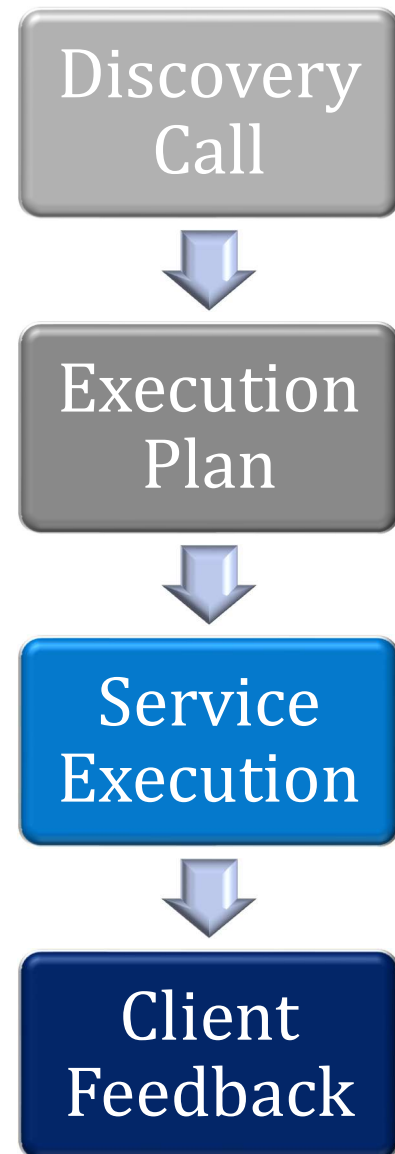 Discovery
Call
Execution
Plan
Service
Execution
Client
Feedback